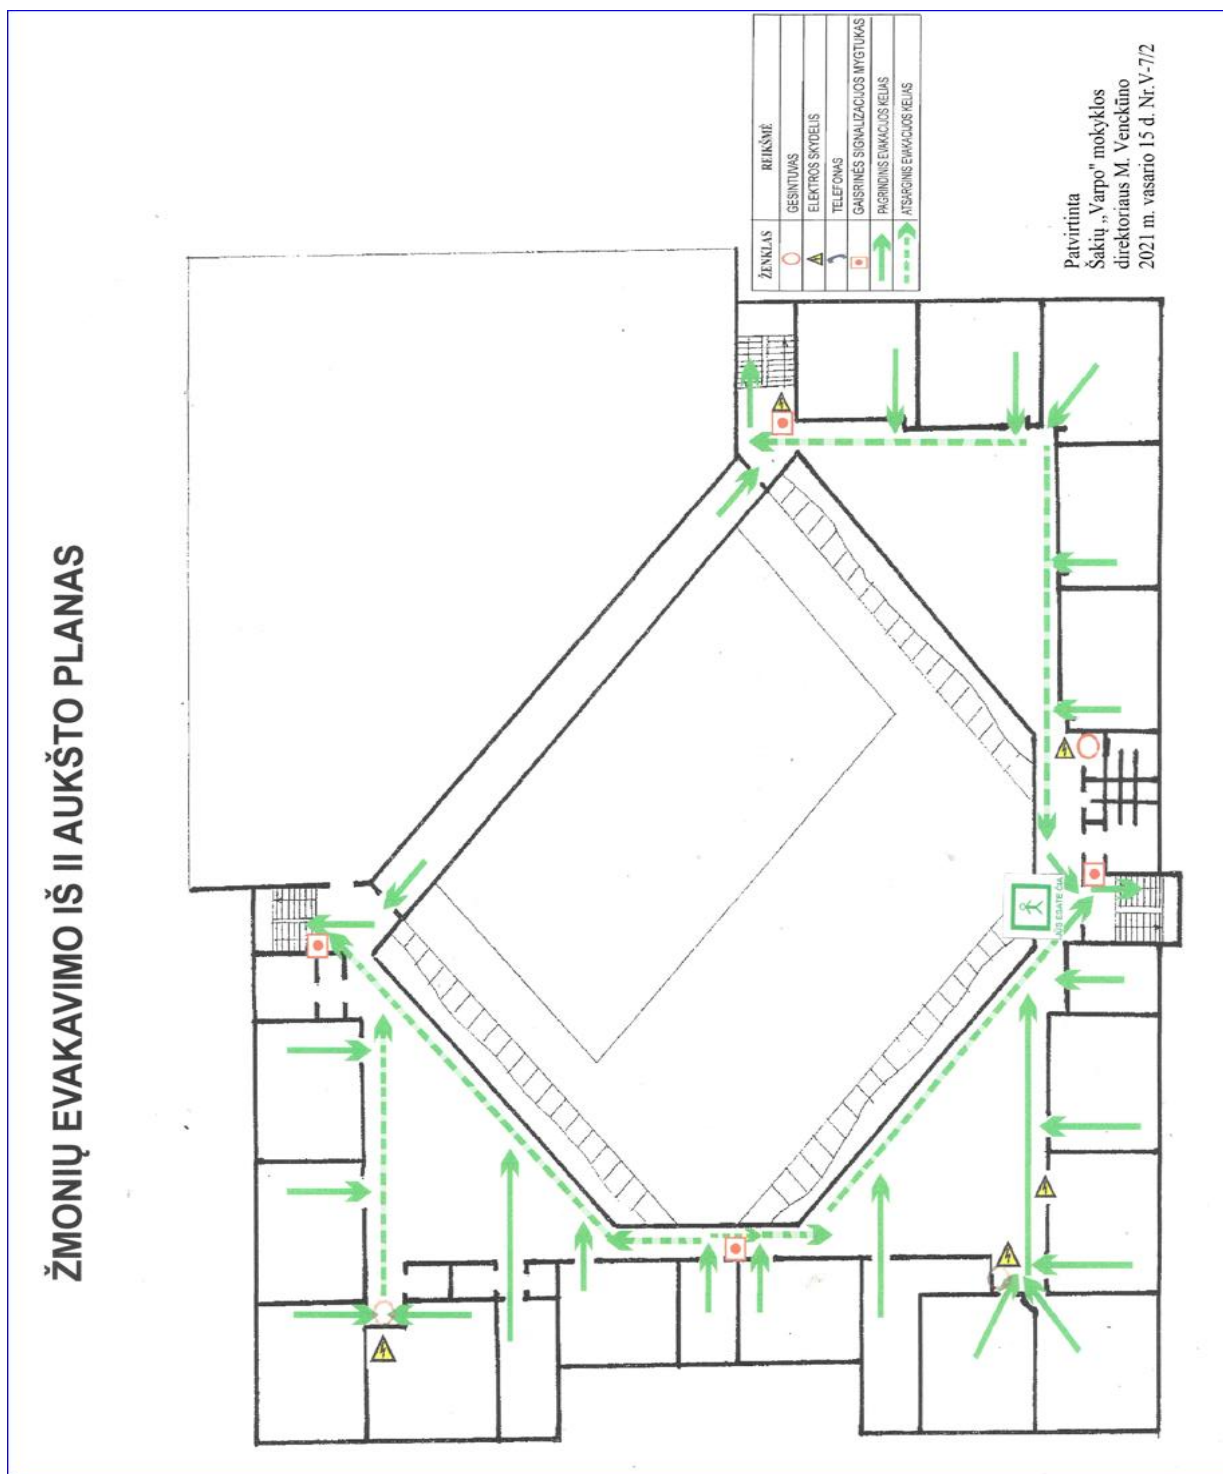 ŽMONIŲ EVAKAVIMO IŠ II AUKŠTO PLANAS
ŽENKLAS REIKŠMĖ
GESINTUVAS
ELEKTROS SKYDELIS
TELEFONAS
GAISRINĖS SIGNALIZACIJOS MYGTUKAS
PAGRINDINIS EVAKACIJOS KELIAS
ATSARGINIS EVAKACIJOS KELIAS
Patvirtinta
Šakių „Varpo" mokyklos
direktoriaus M. Venckūno
2021 m. vasario 15 d. Nr.V-7/2
JŪS ESATE ČIA